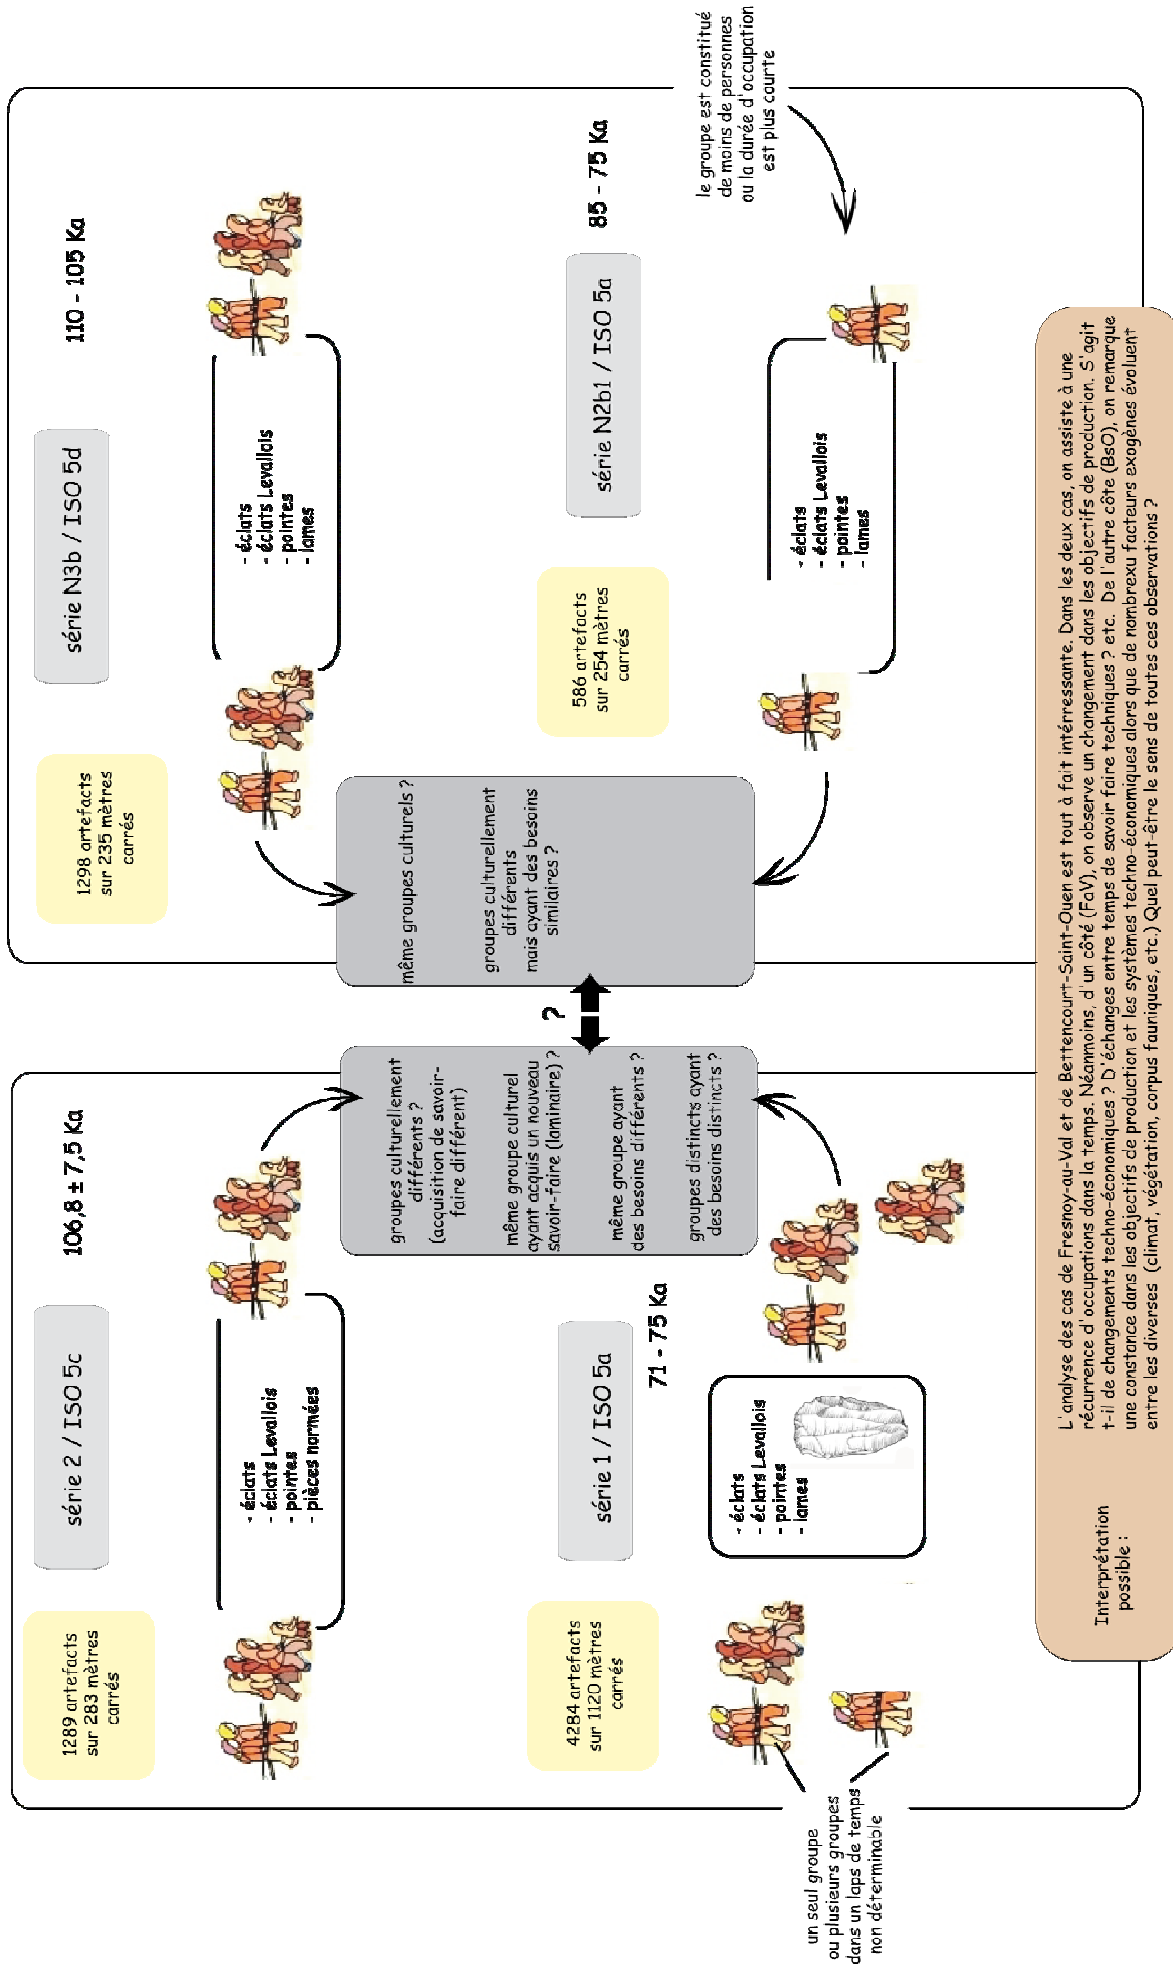 série 2 / ISO 5c
106,8 ± 7,5 Ka
1289 artefacts
sur 283 mètres
carrés
- éclats
- éclats Levallois
- pointes
- pièces normées
groupes culturellement
différents ?
(acquisition de savoir-
faire différent)
même groupe culturel
ayant acquis un nouveau
savoir-faire (laminaire) ?
même groupe ayant
des besoins différents ?
groupes distincts ayant
des besoins distincts ?
série 1 / ISO 5a
71 - 75 Ka
4284 artefacts
sur 1120 mètres
carrés
- éclats
- éclats Levallois
- pointes
- lames
un seul groupe
ou plusieurs groupes
dans un laps de temps
non déterminable
?
série N3b / ISO 5d
110 - 105 Ka
1298 artefacts
sur 235 mètres
carrés
- éclats
- éclats Levallois
- pointes
- lames
même groupes culturels ?
groupes culturellement
différents
mais ayant des besoins
similaires ?
série N2b1 / ISO 5a
85 - 75 Ka
586 artefacts
sur 254 mètres
carrés
- éclats
- éclats Levallois
- pointes
- lames
le groupe est constitué
de moins de personnes
ou la durée d'occupation
est plus courte
Interprétation
possible :
L'analyse des cas de Fresnoy-au-Val et de Bettencourt-Saint-Ouen est tout à fait intérressante. Dans les deux cas, on assiste à une
récurrence d'occupations dans la temps. Néanmoins, d'un côté (FaV), on observe un changement dans les objectifs de production. S'agit
t-il de changements techno-économiques ? D'échanges entre temps de savoir faire techniques ? etc. De l'autre côte (BsO), on remarque
une constance dans les objectifs de production et les systèmes techno-économiques alors que de nombrexu facteurs exogènes évoluent
entre les diverses (climat, végétation, corpus fauniques, etc.) Quel peut-être le sens de toutes ces observations ?